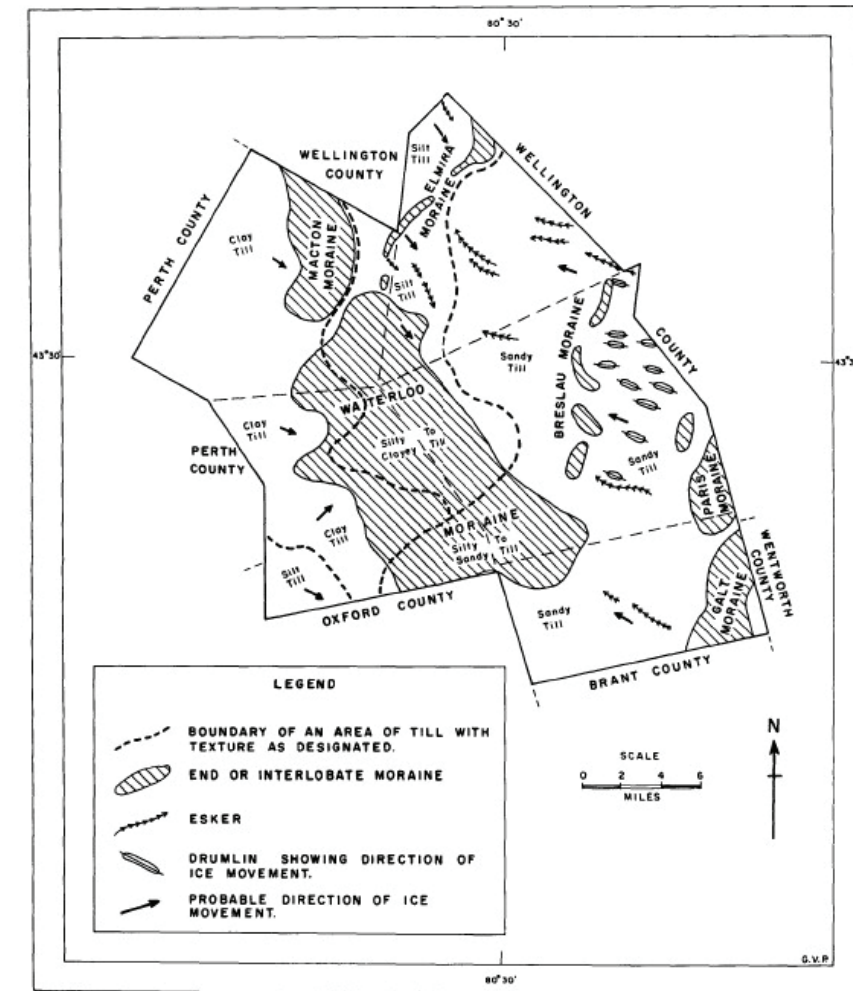 80° 30'
WELLINGTON
COUNTY
Silt
Till
ELMIRA
MORAINE
WELLINGTON
PERTH COUNTY
Clay
Till
MACTON
MORAINE
Silt
Till
43°30'
43°3
COUNTY
BRESLAU MORAINE
Sandy
Till
WATERLOO
Clay
Till
PERTH
COUNTY
Silty To
Clayey Till
Sandy
Till
PARIS
MORAINE
MORAINE
Clay
Till
Silty To
Sandy Till
Silt
Till
OXFORD COUNTY
Sandy
Till
GALT
MORAINE
WENTWORTH
COUNTY
BRANT COUNTY
LEGEND
BOUNDARY OF AN AREA OF TILL WITH
TEXTURE AS DESIGNATED.
END OR INTERLOBATE MORAINE
ESKER
DRUMLIN SHOWING DIRECTION OF
ICE MOVEMENT.
PROBABLE DIRECTION OF ICE
MOVEMENT.
SCALE
0 2 4 6
MILES
N
G.V.P.
80°30'